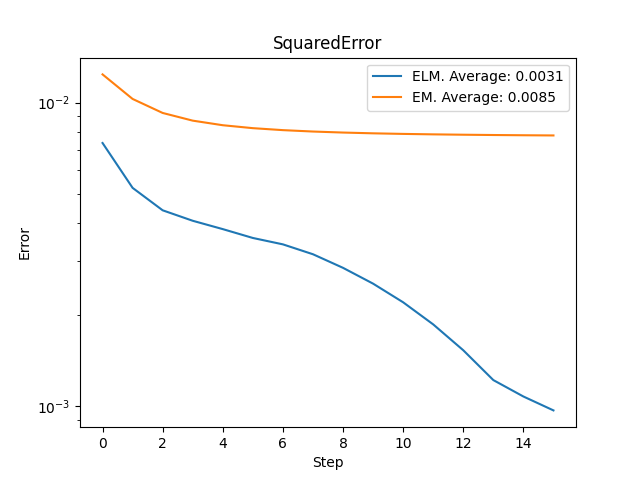 SquaredError
ELM. Average: 0.0031
EM. Average: 0.0085
10⁻²
10⁻³
Error
0 2 4 6 8 10 12 14
Step